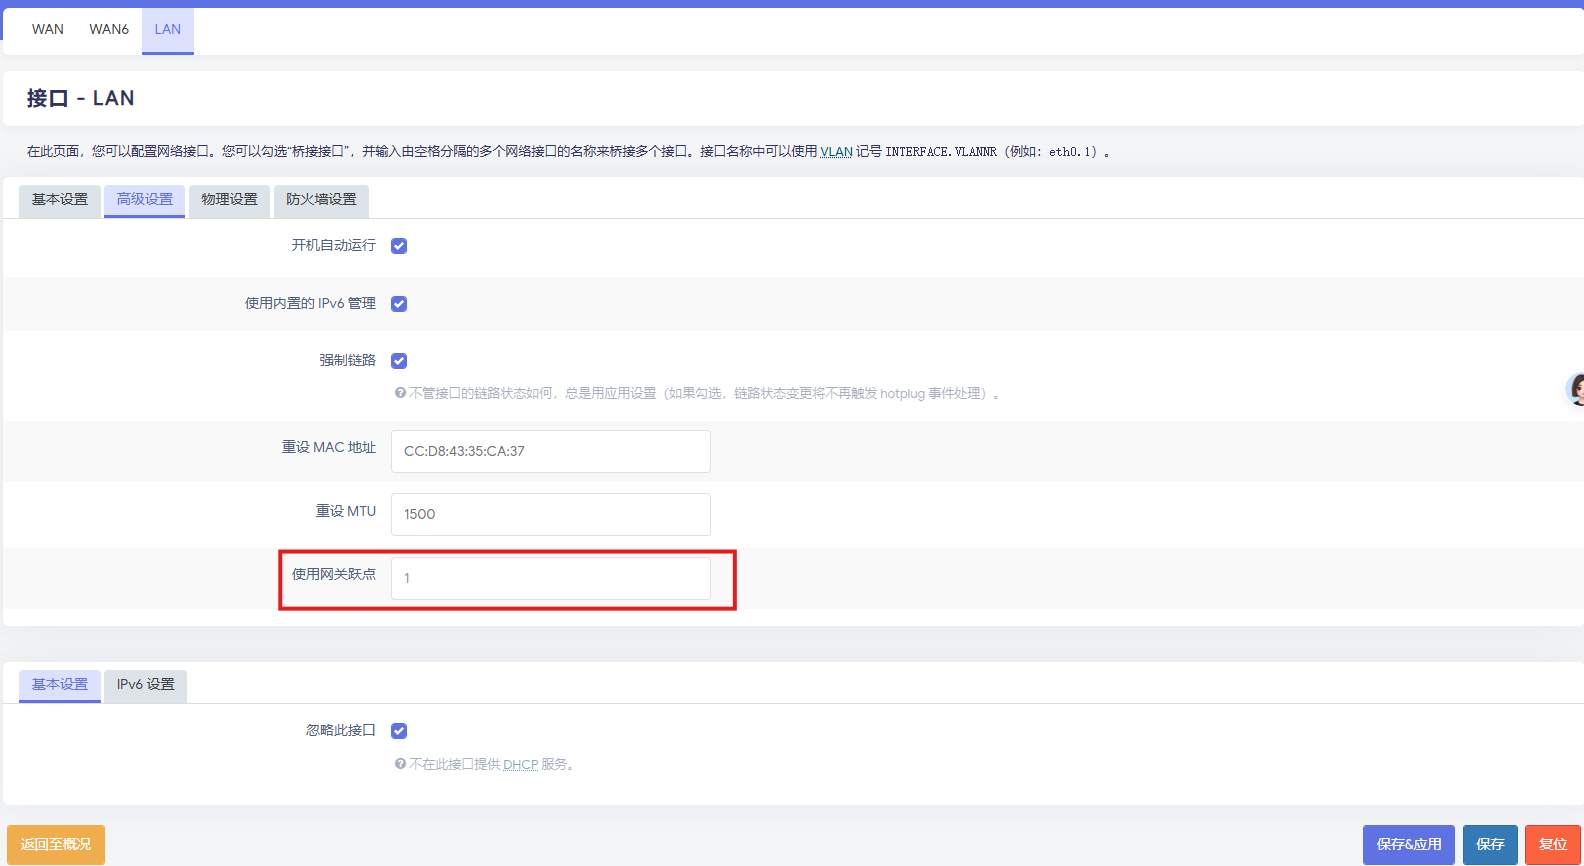 WAN WAN6 LAN
接口 - LAN
在此页面，您可以配置网络接口。您可以勾选“桥接接口”，并输入由空格分隔的多个网络接口的名称来桥接多个接口。接口名称中可以使用 VLAN 记号 INTERFACE.VLANNR（例如：eth0.1）。
基本设置 高级设置 物理设置 防火墙设置
开机自动运行
使用内置的 IPv6 管理
强制链路
不管接口的链路状态如何，总是用应用设置（如果勾选，链路状态变更将不再触发 hotplug 事件处理）。
重设 MAC 地址 CC:D8:43:35:CA:37
重设 MTU 1500
使用网关跃点 1
基本设置 IPv6 设置
忽略此接口
不在此接口提供 DHCP 服务。
返回至概况 保存&应用 保存 复位